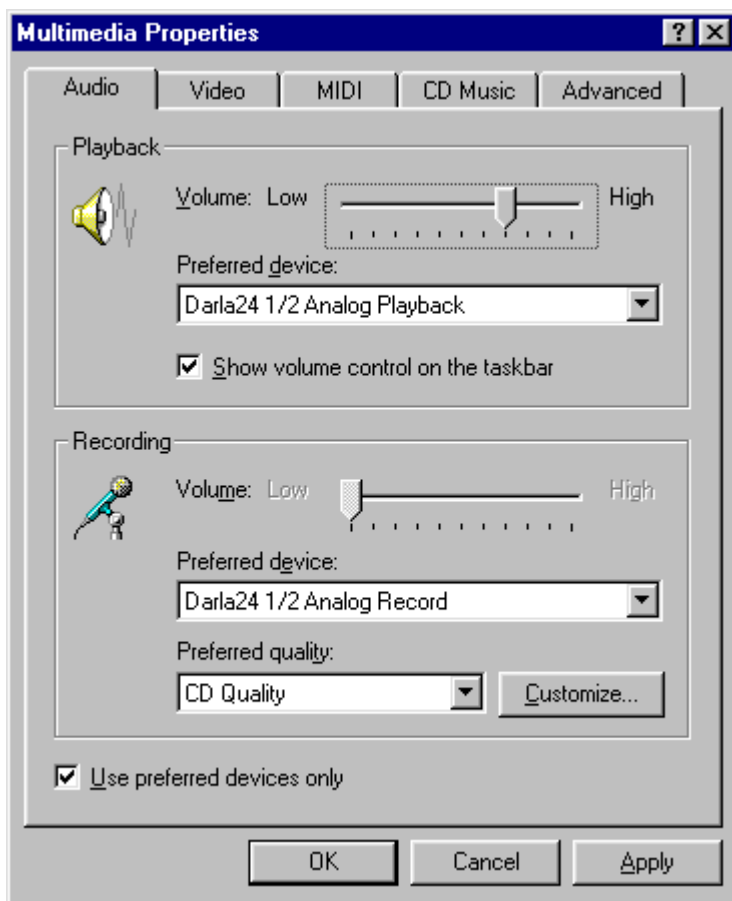 Multimedia Properties
Audio Video MIDI CD Music Advanced
Playback
Volume: Low High
Preferred device:
Darla24 1/2 Analog Playback
Show volume control on the taskbar
Recording
Volume: Low High
Preferred device:
Darla24 1/2 Analog Record
Preferred quality:
CD Quality Customize...
Use preferred devices only
OK Cancel Apply